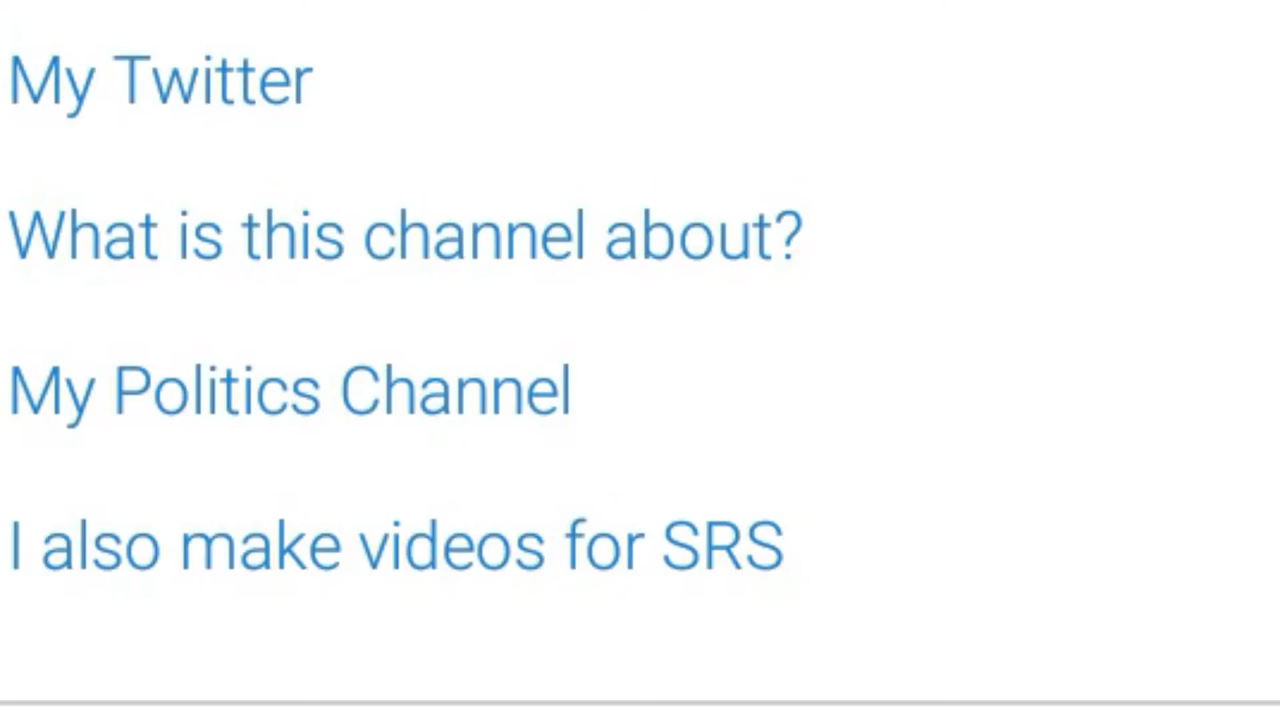 My Twitter
What is this channel about?
My Politics Channel
I also make videos for SRS